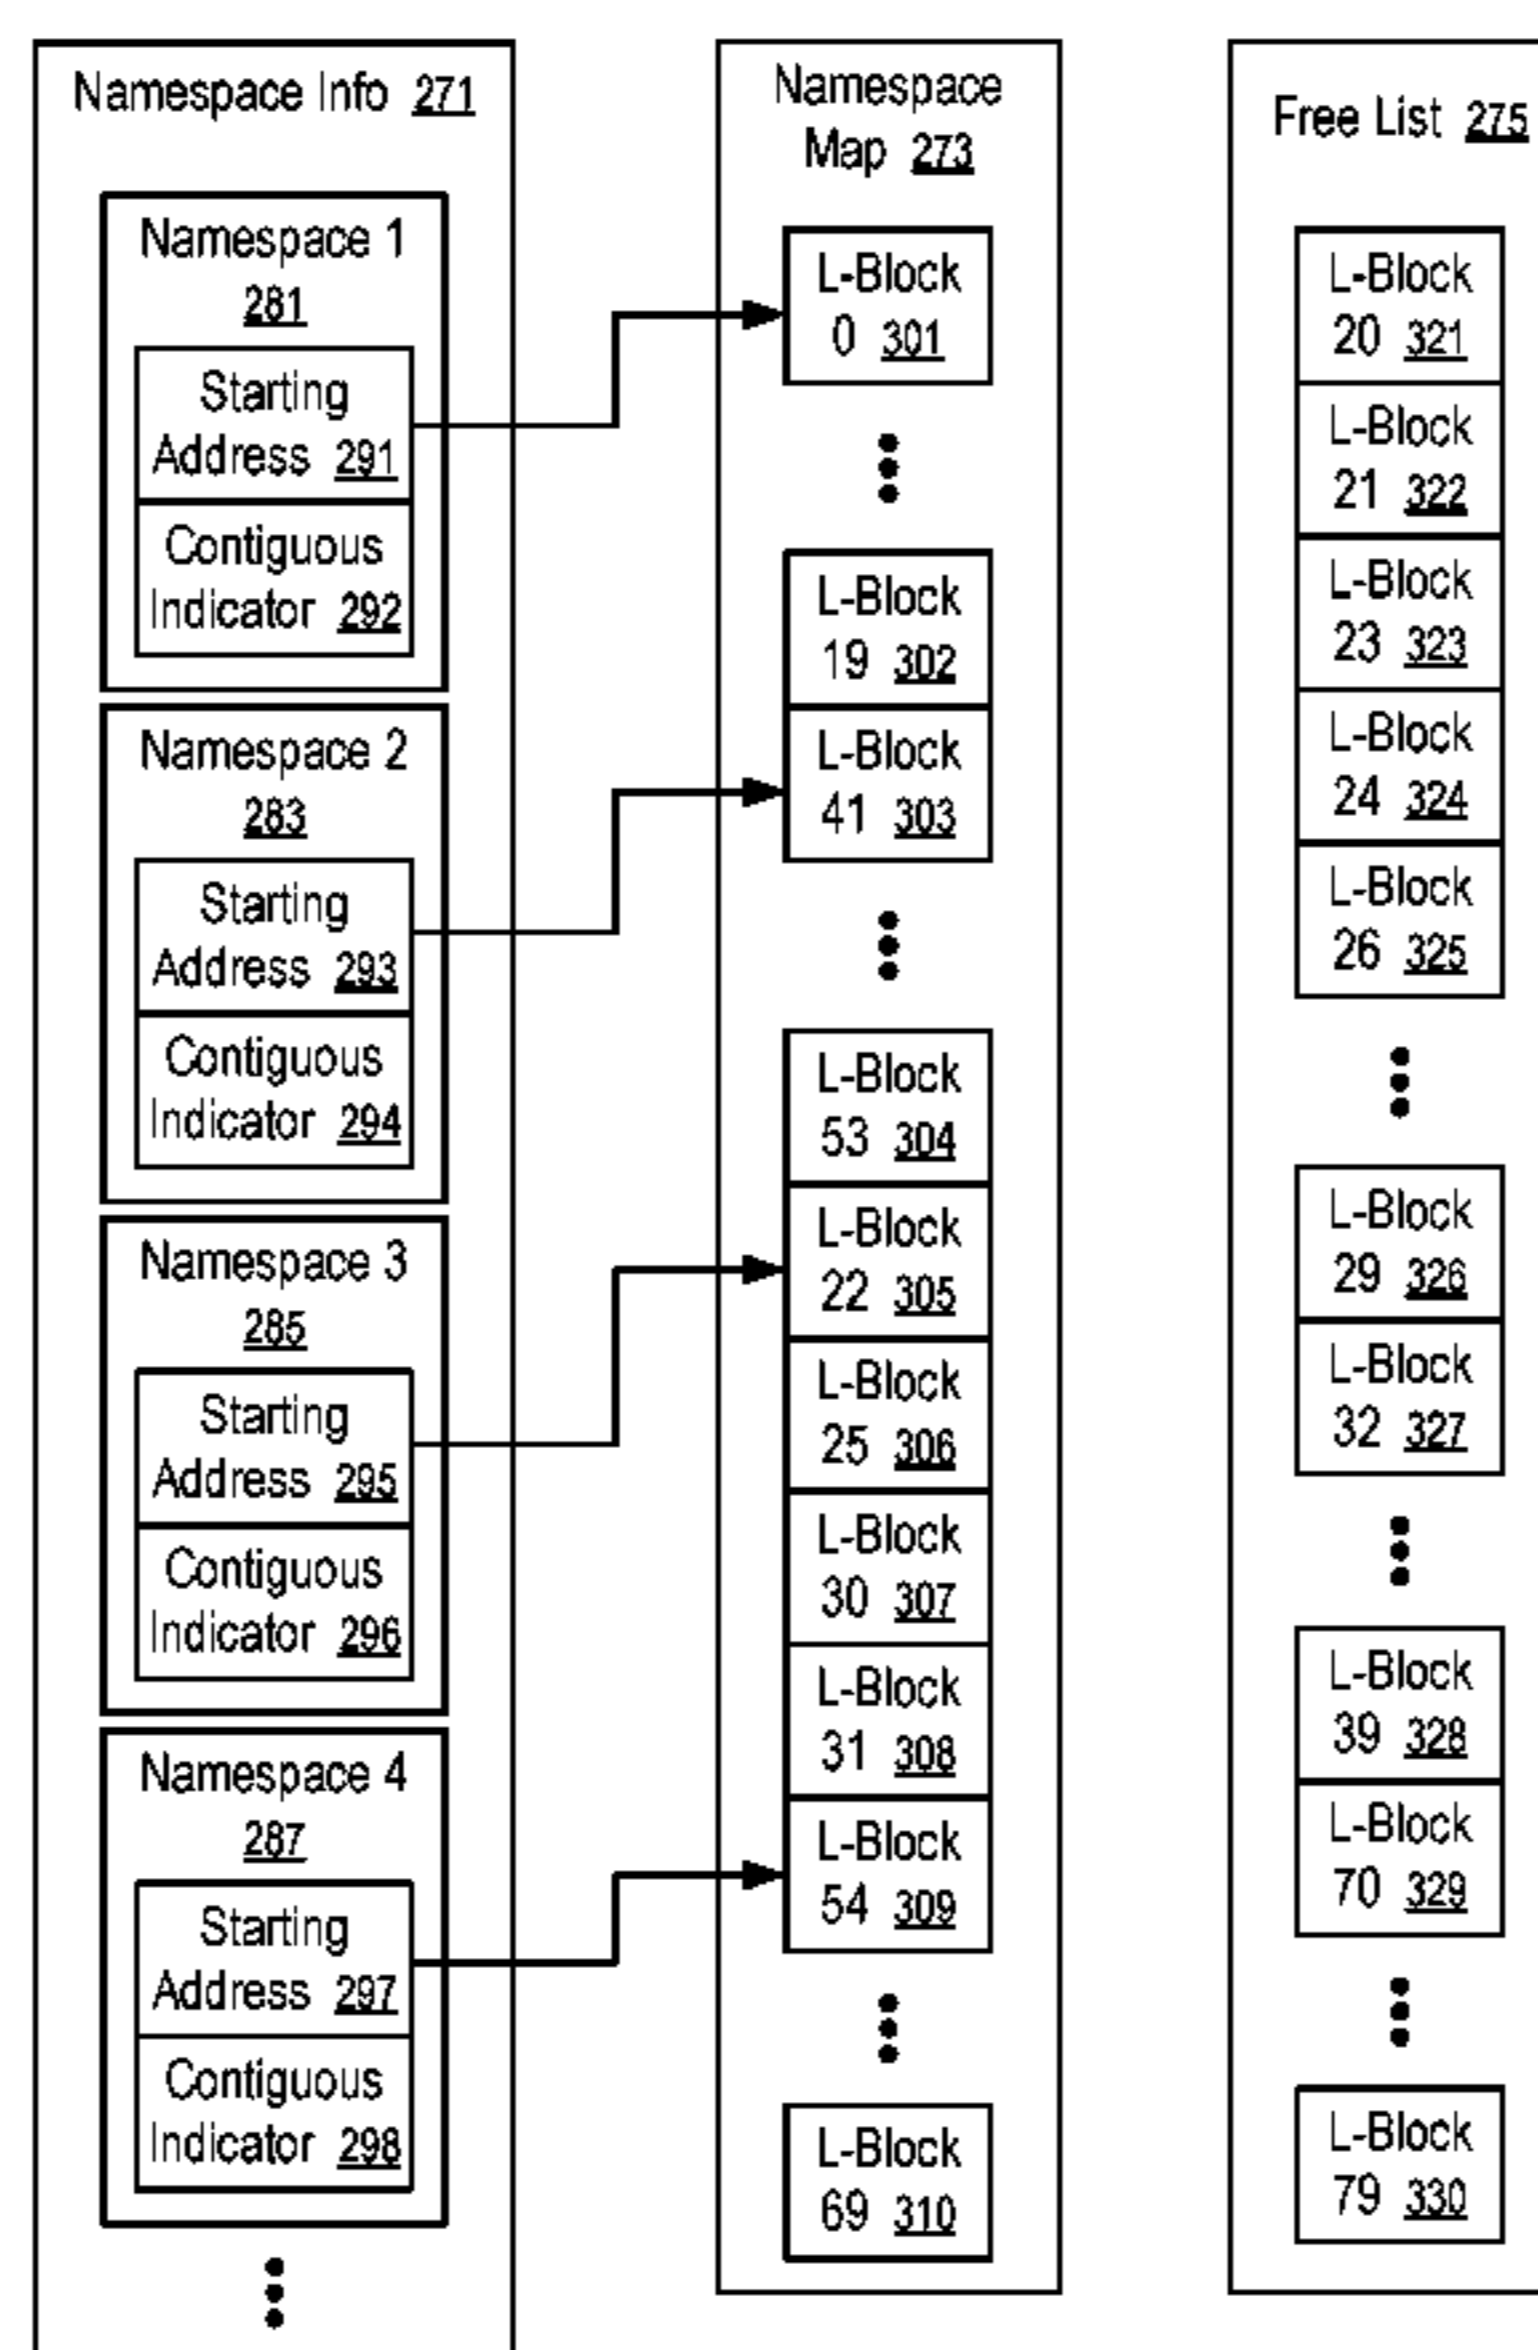 Namespace Info 271
Namespace 1
281
Starting
Address 291
Contiguous
Indicator 292
Namespace 2
283
Starting
Address 293
Contiguous
Indicator 294
Namespace 3
285
Starting
Address 295
Contiguous
Indicator 296
Namespace 4
287
Starting
Address 297
Contiguous
Indicator 298
Namespace
Map 273
L-Block
0 301
L-Block
19 302
L-Block
41 303
L-Block
53 304
L-Block
22 305
L-Block
25 306
L-Block
30 307
L-Block
31 308
L-Block
54 309
L-Block
69 310
Free List 275
L-Block
20 321
L-Block
21 322
L-Block
23 323
L-Block
24 324
L-Block
26 325
L-Block
29 326
L-Block
32 327
L-Block
39 328
L-Block
70 329
L-Block
79 330